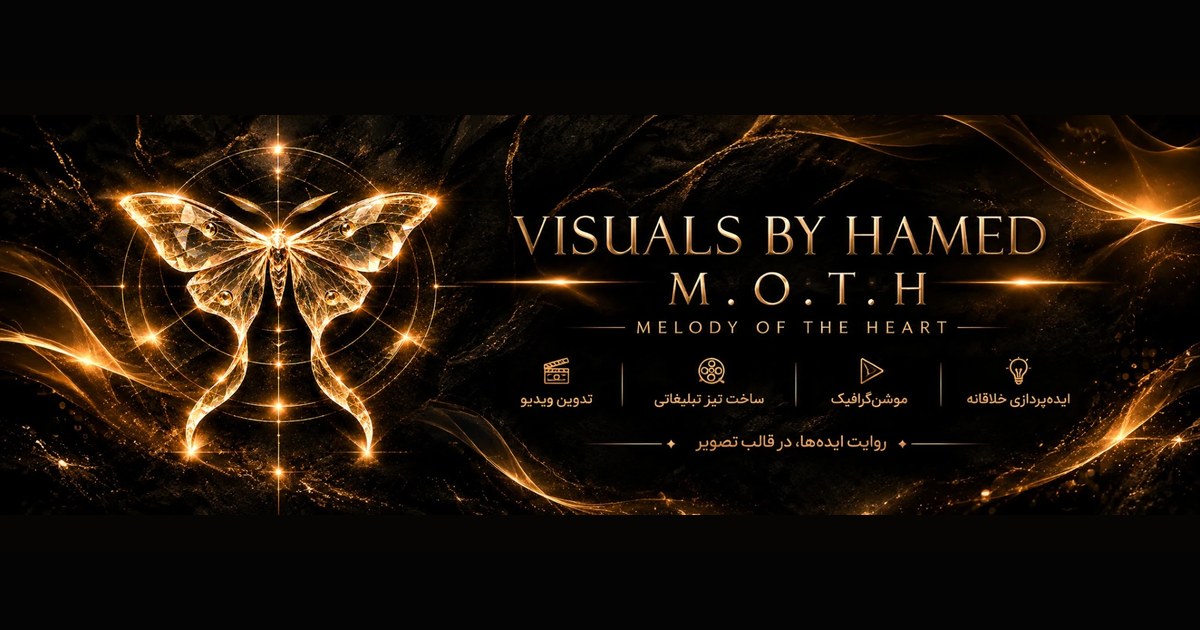 VISUALS BY HAMED
M.O.T.H
MELODY OF THE HEART
ایده‌پردازی خلاقانه
موشن‌گرافیک
ساخت تیز تبلیغاتی
تدوین ویدیو
روایت ایده‌ها، در قالب تصویر